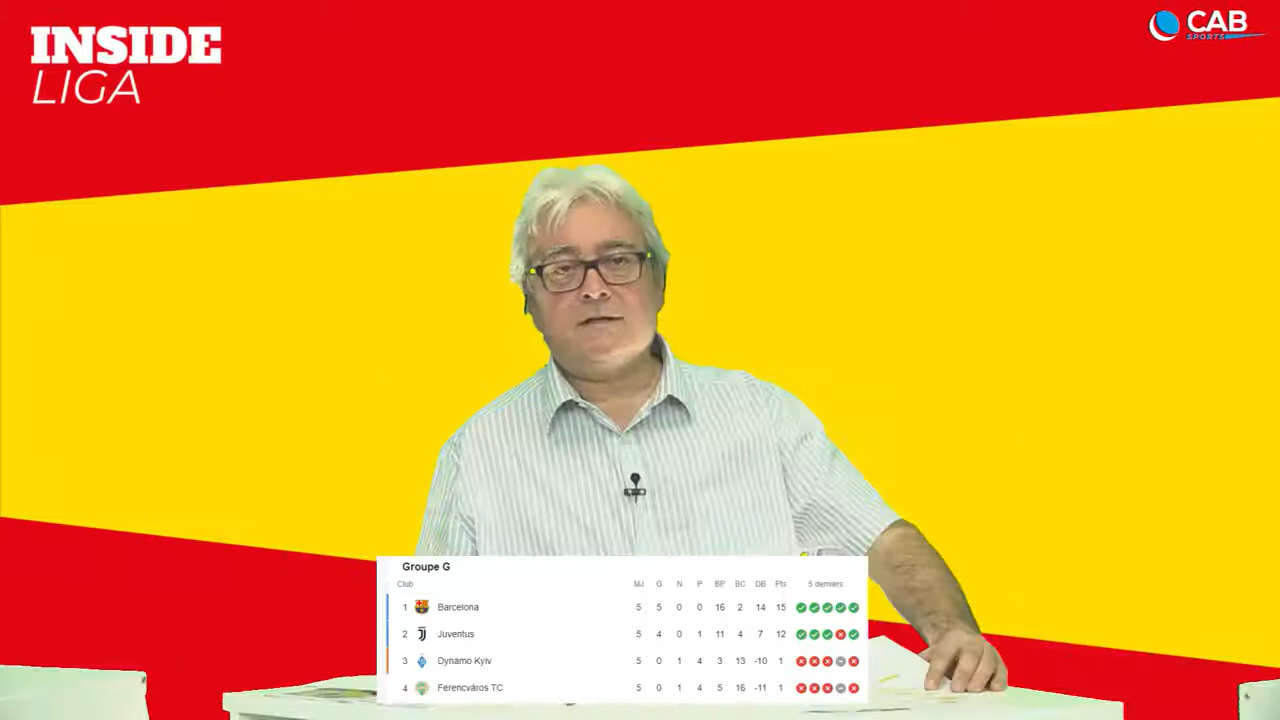 INSIDE
LIGA
CAB
SPORTS
Groupe G
Club MJ G N P BP BC DB Pts 5 derniers
1 Barcelona 5 5 0 0 16 2 14 15
2 Juventus 5 4 0 1 11 4 7 12
3 Dynamo Kyiv 5 0 1 4 3 13 -10 1
4 Ferencváros TC 5 0 1 4 5 16 -11 1